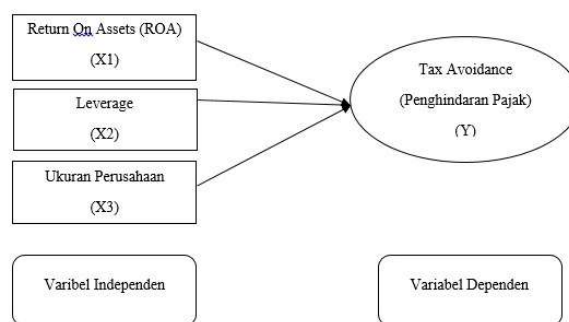 Return On Assets (ROA)
(X1)
Leverage
(X2)
Ukuran Perusahaan
(X3)
Tax Avoidance
(Penghindaran Pajak)
(Y)
Varibel Independen
Variabel Dependen